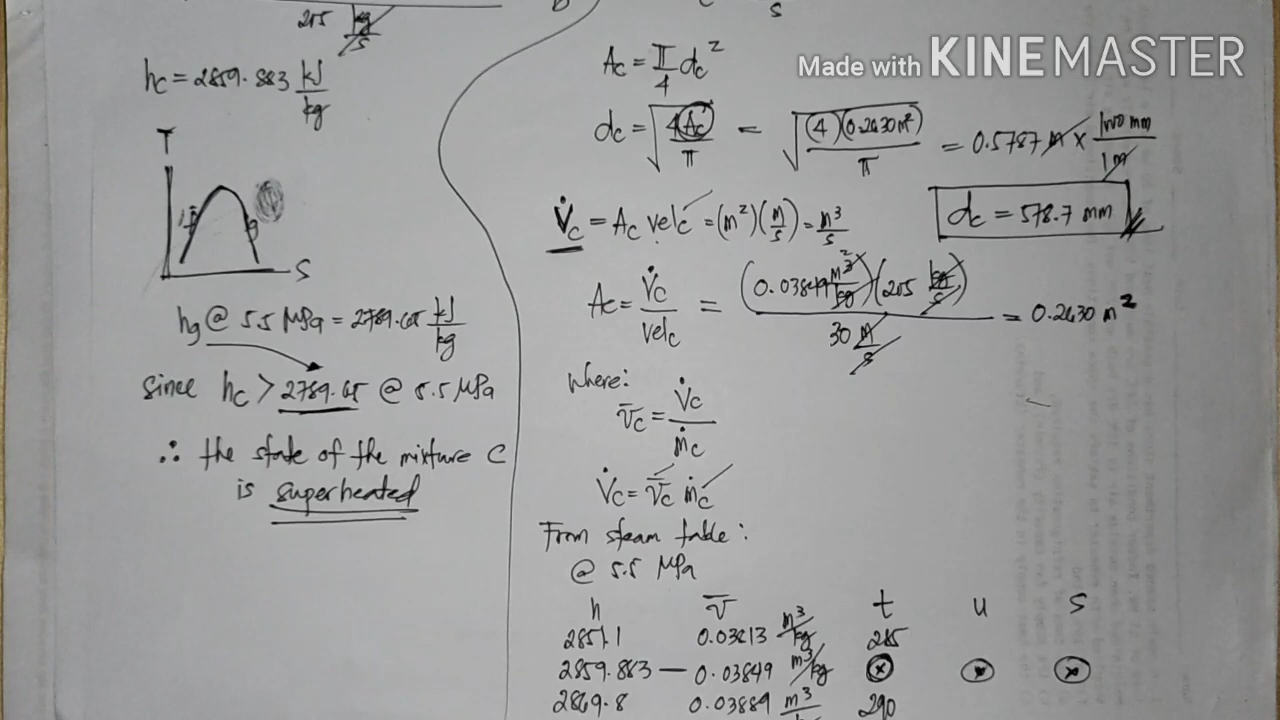 205 kg/s
hc = 2859.883 kJ/kg
T
S
hg @ 5.5 MPa = 2789.65 kJ/kg
since hc > 2789.65 @ 5.5 MPa
∴ the state of the mixture C
is superheated
s
Made with KINEMASTER
Ac = π/4 dc²
dc = √(4Ac/π) = √((4)(0.2630 m²)/π) = 0.5787 m × 1000 mm/1 m
dc = 578.7 mm
V̇c = Ac velc = (m²)(m/s) = m³/s
Ac = V̇c/velc = (0.03849 m³/kg)(205 kg/s)/30 m/s = 0.2630 m²
Where:
v̄c = V̇c/ṁc
V̇c = v̄c ṁc
From steam table:
@ 5.5 MPa
h v̄ t u s
2851.1 0.03813 m³/kg 285
2859.883 — 0.03849 m³/kg ⊗ ⊗ ⊗
2869.8 0.03889 m³ 290